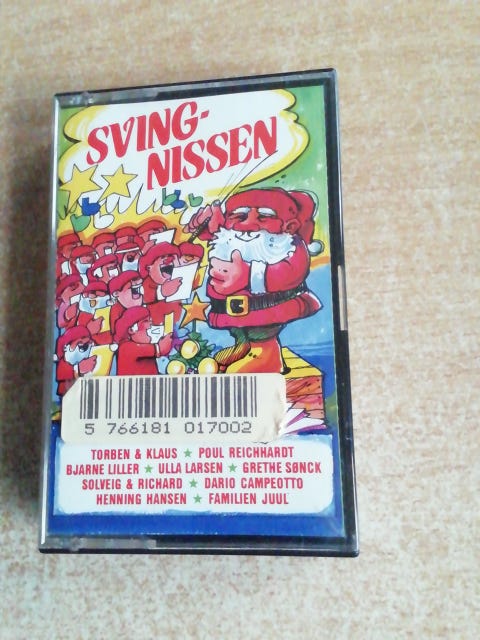 SVING-
NISSEN
5 766181 017002
TORBEN & KLAUS ★ POUL REICHHARDT
BJARNE LILLER ★ ULLA LARSEN ★ GRETHE SØNCK
SOLVEIG & RICHARD ★ DARIO CAMPEOTTO
HENNING HANSEN ★ FAMILIEN JUUL